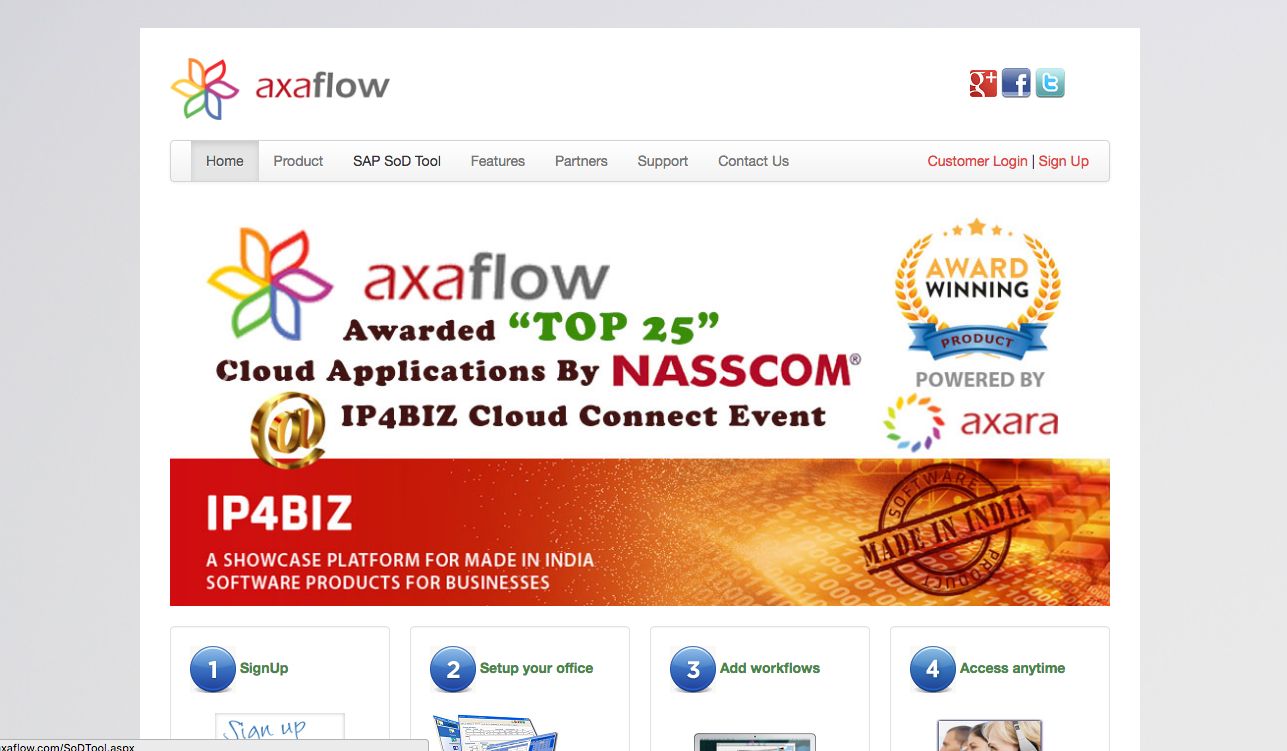 axaflow
g+ f t
Home Product SAP SoD Tool Features Partners Support Contact Us Customer Login | Sign Up
axaflow
Awarded “TOP 25”
Cloud Applications By NASSCOM®
@ IP4BIZ Cloud Connect Event
AWARD
WINNING
PRODUCT
POWERED BY
axara
IP4BIZ
A SHOWCASE PLATFORM FOR MADE IN INDIA
SOFTWARE PRODUCTS FOR BUSINESSES
SOFTWARE
MADE IN INDIA
PRODUCT
1 SignUp
2 Setup your office
3 Add workflows
4 Access anytime
Sign up
axaflow.com/SoDTool.aspx